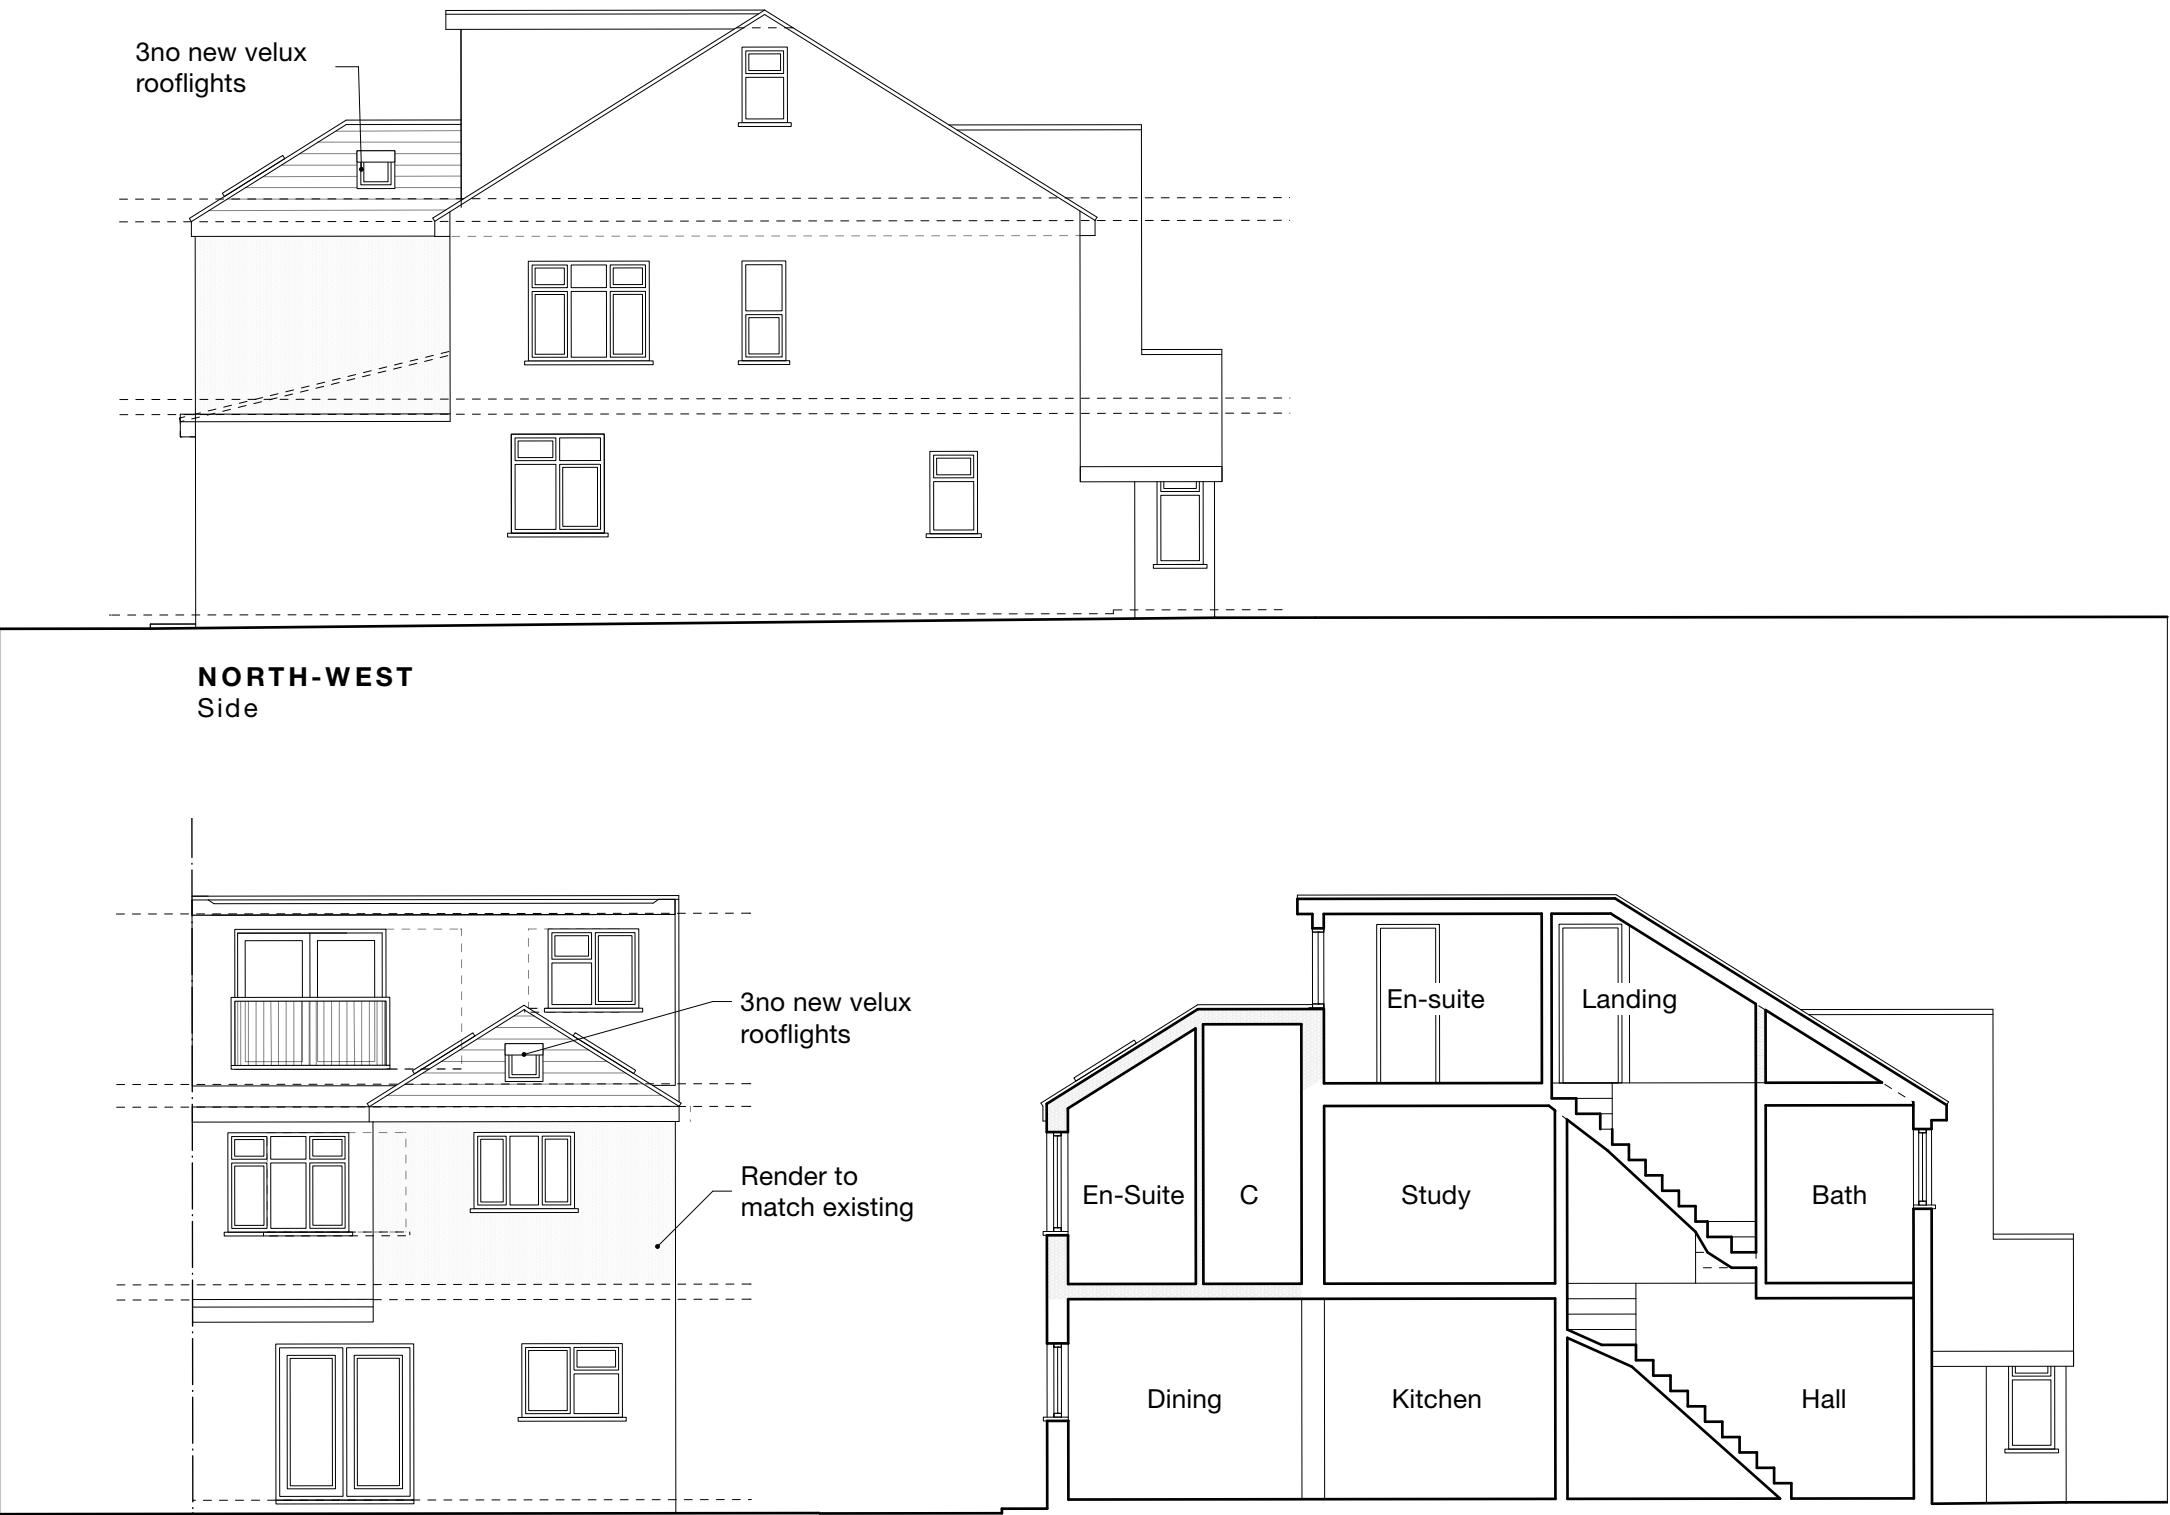 3no new velux
rooflights
NORTH-WEST
Side
3no new velux
rooflights
Render to
match existing
En-suite
Landing
En-Suite
C
Study
Bath
Dining
Kitchen
Hall